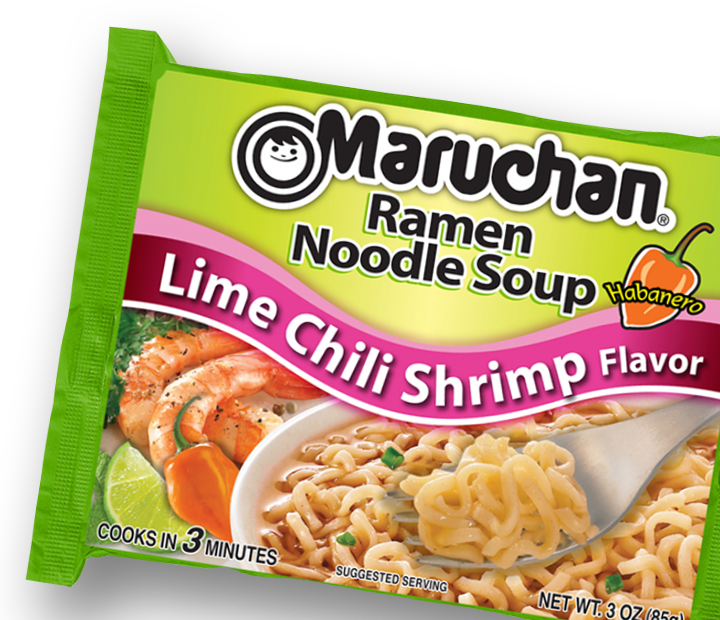 Maruchan®
Ramen
Noodle Soup
Habanero
Lime Chili Shrimp Flavor
COOKS IN 3 MINUTES
SUGGESTED SERVING
NET WT. 3 OZ (85g)